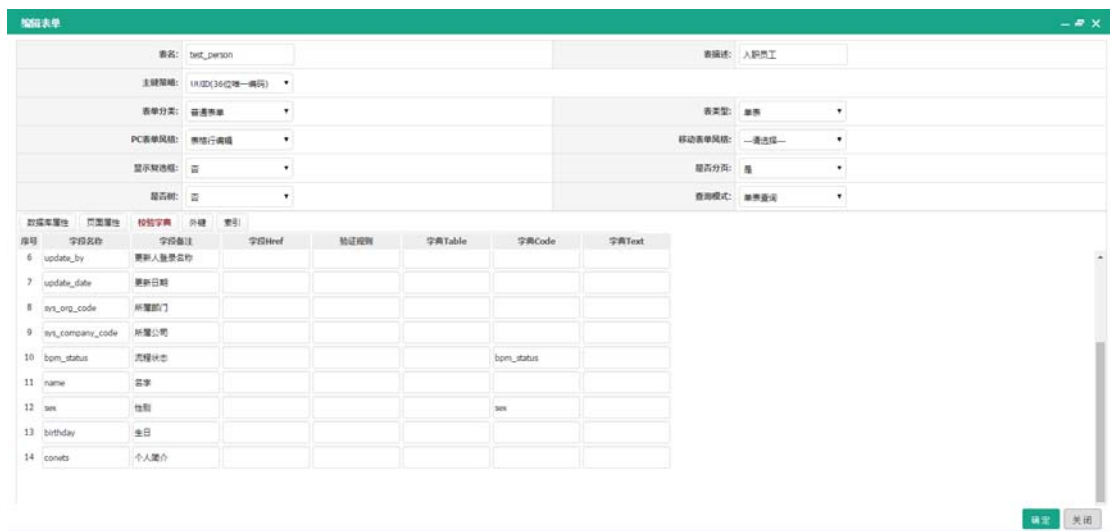 编辑表单
表名: test_person 表描述: 入职员工
主键策略: UUID(36位唯一编码)
表单分类: 普通表单 表类型: 单表
PC表单风格: 表格行编辑 移动表单风格: ---请选择---
显示复选框: 否 是否分页: 是
是否树: 否 查询模式: 单表查询
数据库属性 页面属性 校验字典 外键 索引
序号 字段名称 字段备注 字段Href 验证规则 字典Table 字典Code 字典Text
6 update_by 更新人登录名称
7 update_date 更新日期
8 sys_org_code 所属部门
9 sys_company_code 所属公司
10 bpm_status 流程状态 bpm_status
11 name 名字
12 sex 性别 sex
13 birthday 生日
14 conets 个人简介
确定 关闭